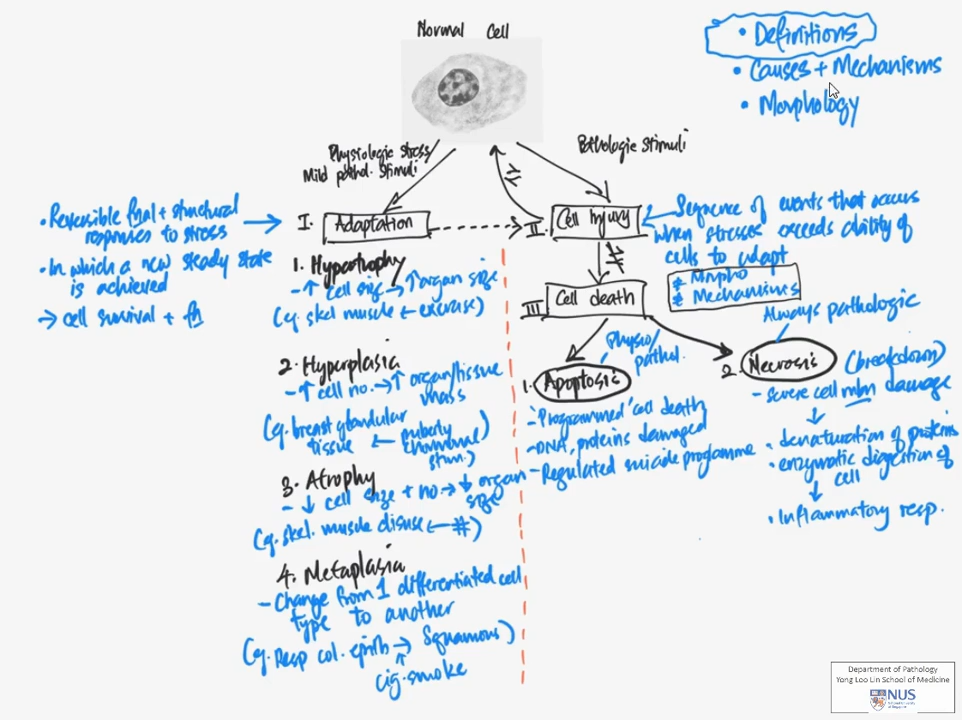 Normal Cell
• Definitions
• Causes + Mechanisms
• Morphology
Physiologic stress/
Mild pathol. stimuli
Pathologic stimuli
• Reversible fxnal + structural
responses to stress
• In which a new steady state
is achieved
→ cell survival + fn
I. Adaptation
II. Cell injury
Sequence of events that occurs
when stresses exceeds ability of
cells to adapt
≠ Morpho
≠ Mechanisms
III Cell death
1. Hypertrophy
- ↑ cell size → ↑ organ size
(eg. skel muscle ← exercise)
2. Hyperplasia
- ↑ cell no. → ↑ organ/tissue
mass
(eg. breast glandular
tissue ← puberty
hormonal
stim.)
3. Atrophy
- ↓ cell size + no → ↓ organ
size
(eg. skel. muscle disuse ← #)
4. Metaplasia
- Change from 1 differentiated cell
type to another
(eg. Resp col. epith → Squamous)
↑
cig. smoke
Physio/
pathol.
1. Apoptosis
- "Programmed" cell death
- DNA, proteins damaged
- Regulated suicide programme
Always pathologic
2. Necrosis (breakdown)
- severe cell mbm damage
↓
• denaturation of proteins
• enzymatic digestion of
cell
↓
• Inflammatory resp.
Department of Pathology
Yong Loo Lin School of Medicine
NUS
National University
of Singapore